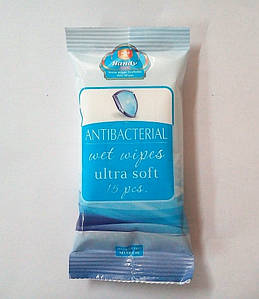 Handy
ANTIBACTERIAL
wet wipes
ultra soft
15 pcs.